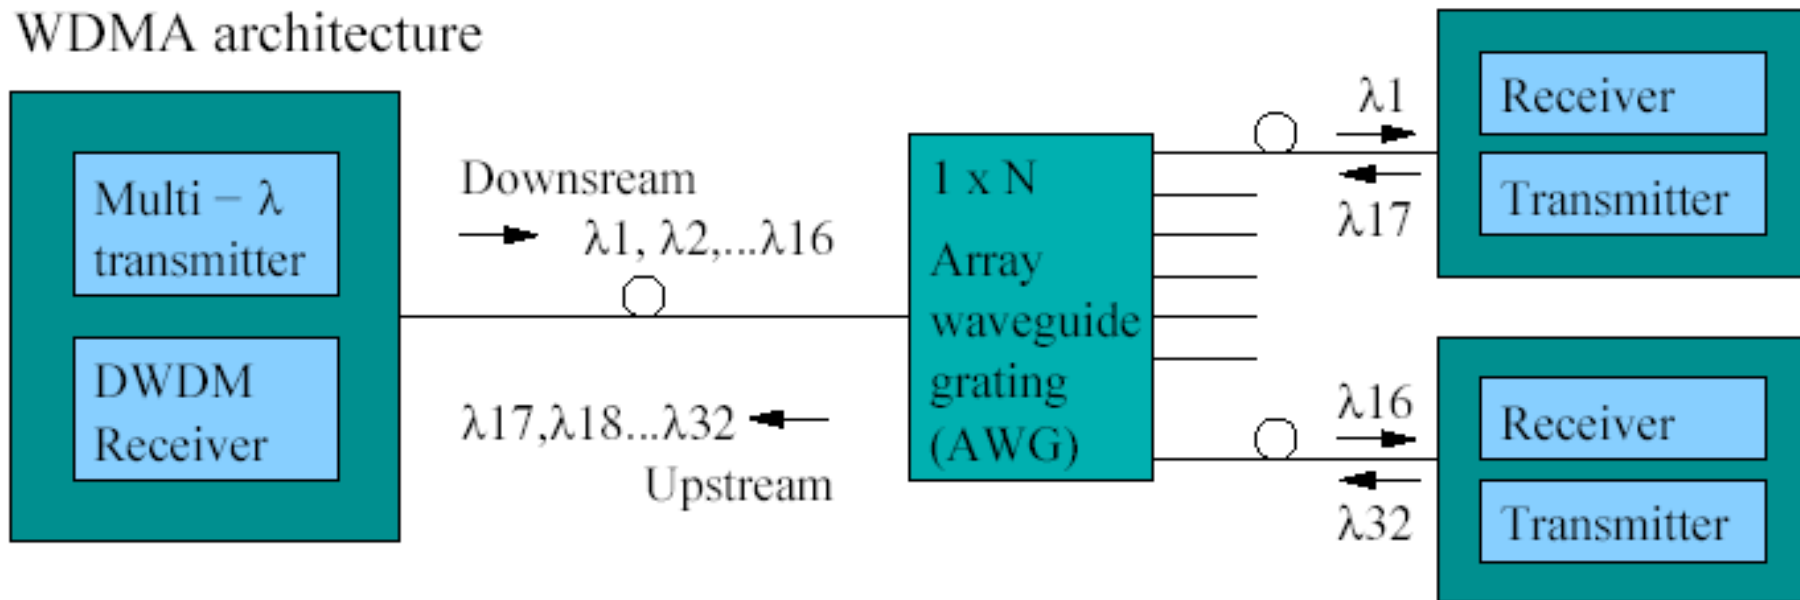 WDMA architecture
Multi – λ
transmitter
DWDM
Receiver
Downsream
λ1, λ2,...λ16
λ17,λ18...λ32
Upstream
1 x N
Array
waveguide
grating
(AWG)
λ1
λ17
Receiver
Transmitter
λ16
λ32
Receiver
Transmitter